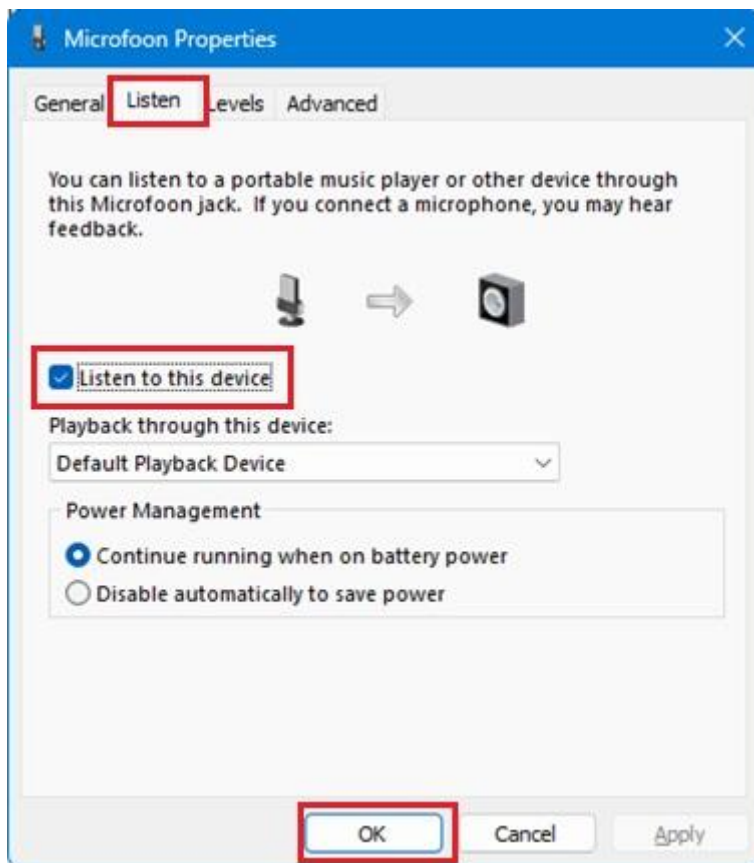 Microfoon Properties
General Listen Levels Advanced
You can listen to a portable music player or other device through
this Microfoon jack.  If you connect a microphone, you may hear
feedback.
Listen to this device
Playback through this device:
Default Playback Device
Power Management
Continue running when on battery power
Disable automatically to save power
OK Cancel Apply